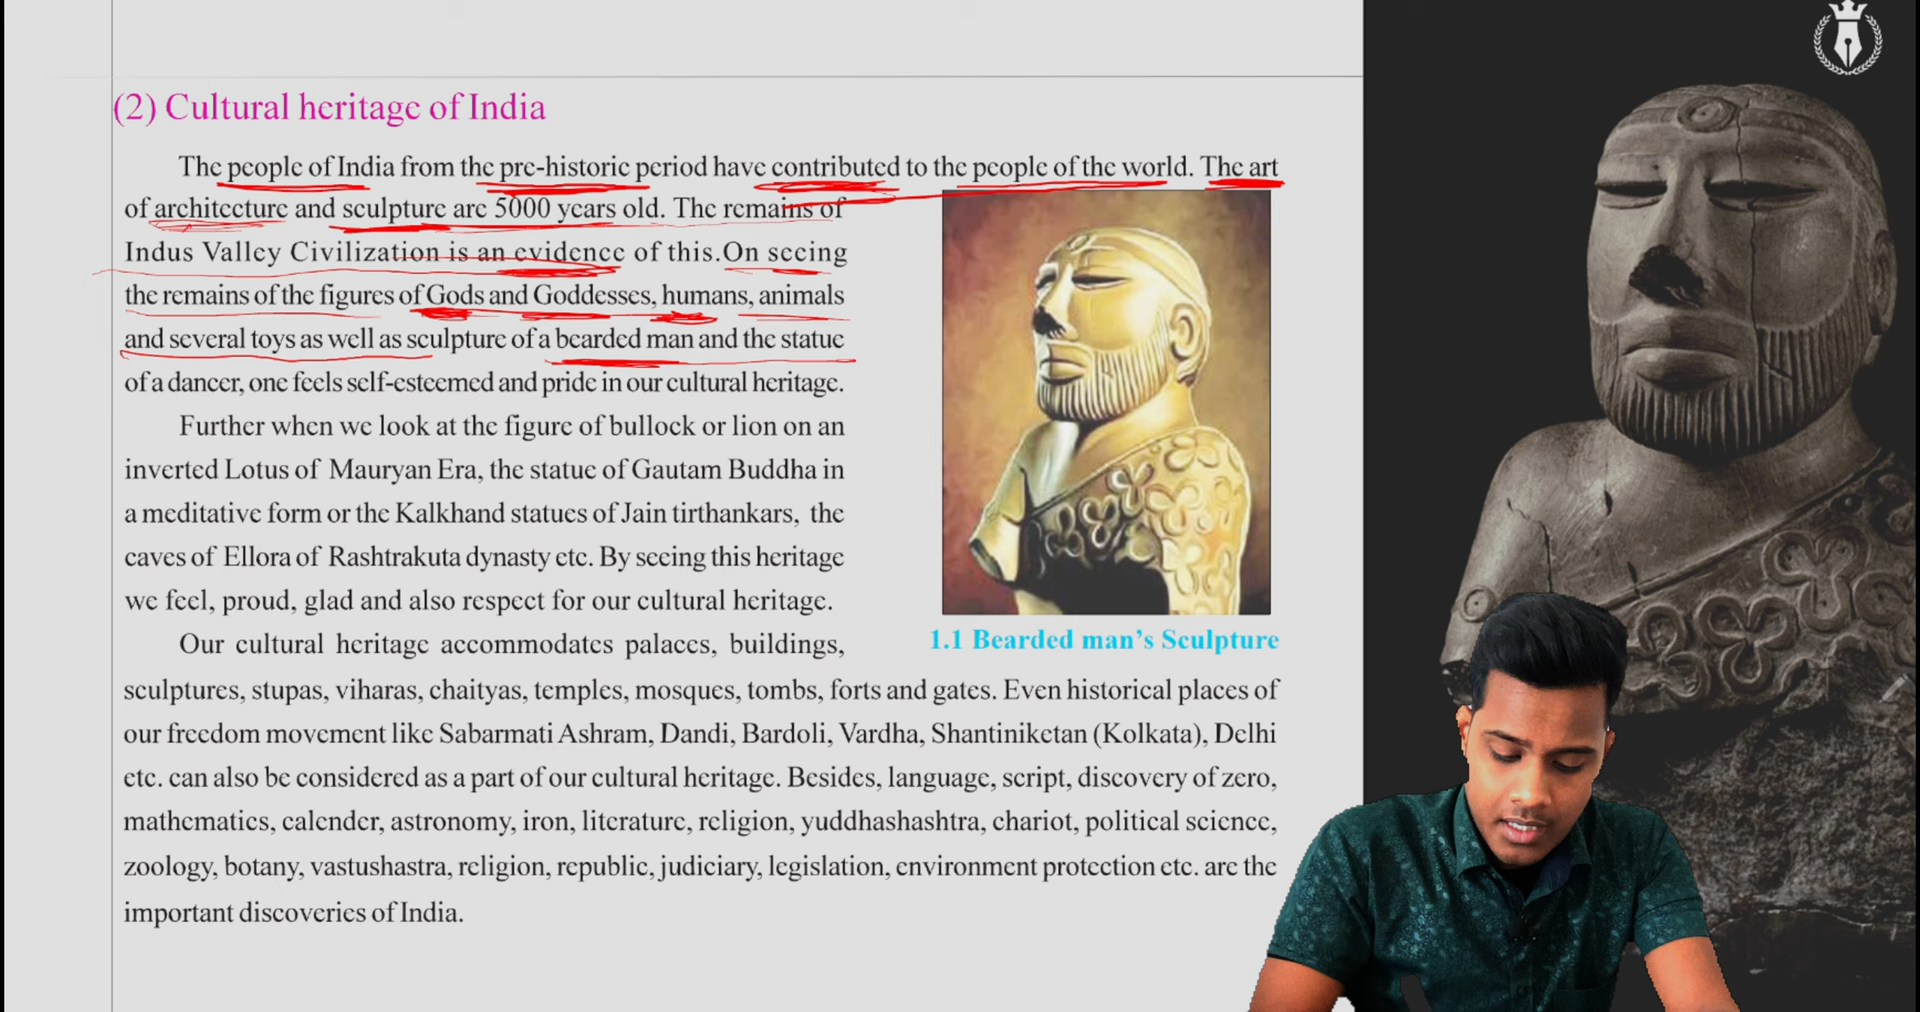 (2) Cultural heritage of India
The people of India from the pre-historic period have contributed to the people of the world. The art
of architecture and sculpture are 5000 years old. The remains of
Indus Valley Civilization is an evidence of this.On seeing
the remains of the figures of Gods and Goddesses, humans, animals
and several toys as well as sculpture of a bearded man and the statue
of a dancer, one feels self-esteemed and pride in our cultural heritage.
Further when we look at the figure of bullock or lion on an
inverted Lotus of Mauryan Era, the statue of Gautam Buddha in
a meditative form or the Kalkhand statues of Jain tirthankars, the
caves of Ellora of Rashtrakuta dynasty etc. By seeing this heritage
we feel, proud, glad and also respect for our cultural heritage.
1.1 Bearded man's Sculpture
Our cultural heritage accommodates palaces, buildings,
sculptures, stupas, viharas, chaityas, temples, mosques, tombs, forts and gates. Even historical places of
our freedom movement like Sabarmati Ashram, Dandi, Bardoli, Vardha, Shantiniketan (Kolkata), Delhi
etc. can also be considered as a part of our cultural heritage. Besides, language, script, discovery of zero,
mathematics, calender, astronomy, iron, literature, religion, yuddhashashtra, chariot, political science,
zoology, botany, vastushastra, religion, republic, judiciary, legislation, environment protection etc. are the
important discoveries of India.